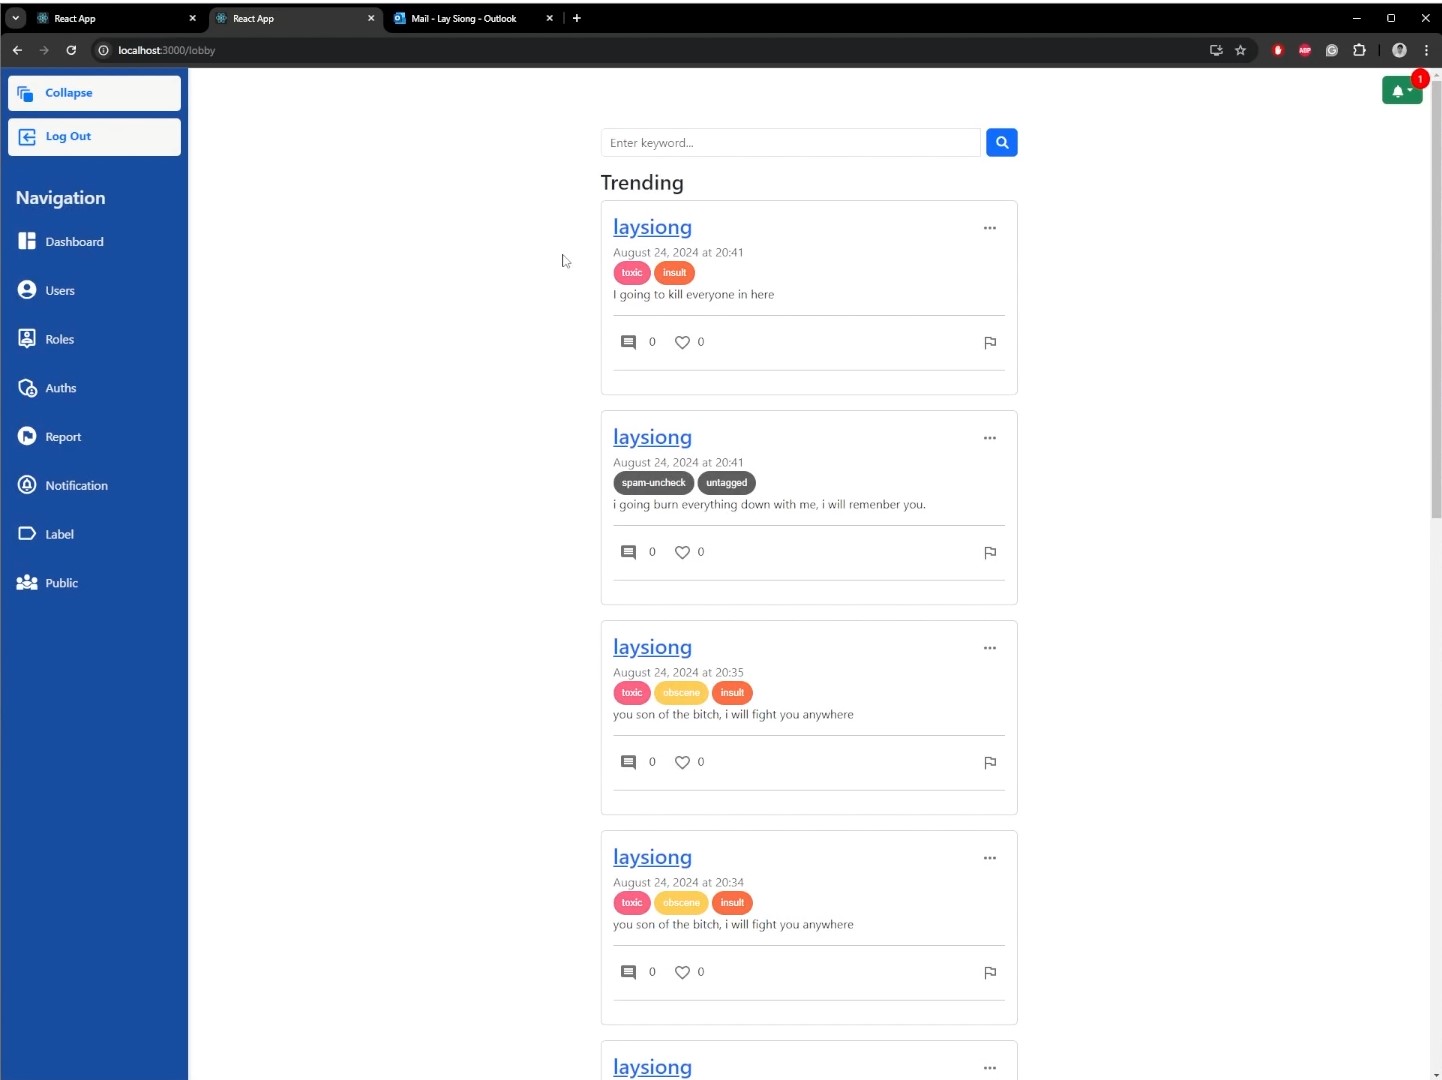 React App
React App
Mail - Lay Siong - Outlook
localhost:3000/lobby
ABP
Collapse
Log Out
Navigation
Dashboard
Users
Roles
Auths
Report
Notification
Label
Public
1
Enter keyword...
Trending
laysiong
August 24, 2024 at 20:41
toxic insult
I going to kill everyone in here
0 0
laysiong
August 24, 2024 at 20:41
spam-uncheck untagged
i going burn everything down with me, i will remenber you.
0 0
laysiong
August 24, 2024 at 20:35
toxic obscene insult
you son of the bitch, i will fight you anywhere
0 0
laysiong
August 24, 2024 at 20:34
toxic obscene insult
you son of the bitch, i will fight you anywhere
0 0
laysiong